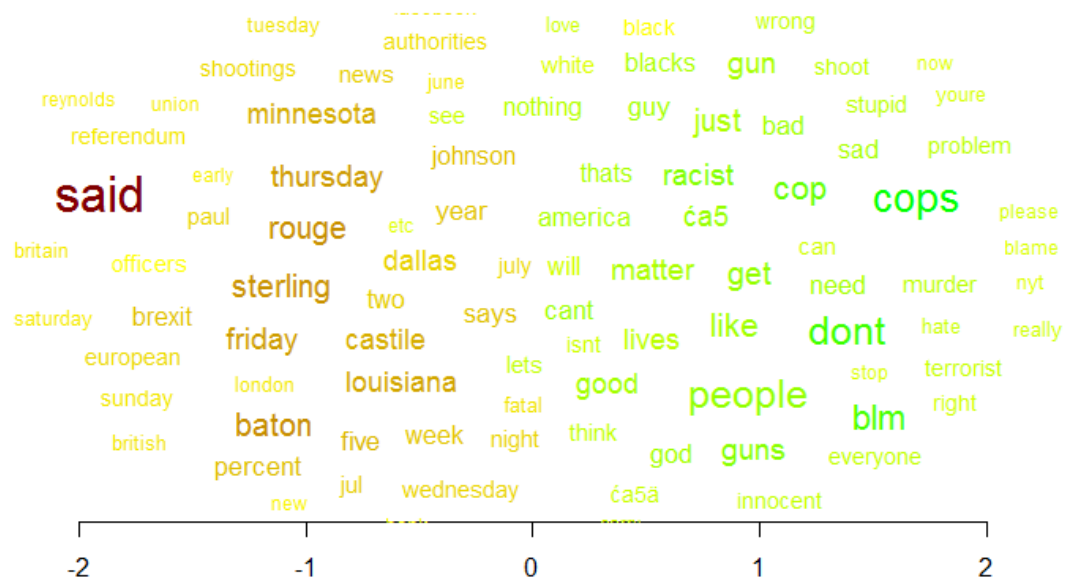 tuesday love black wrong
authorities
shootings news white blacks gun shoot now
june
reynolds union minnesota see nothing guy just bad stupid youre
referendum
johnson thats sad problem
said early thursday racist cop cops
paul rouge etc year america ća5 please
britain officers dallas july will matter get can blame
sterling two need murder nyt
saturday brexit says cant like dont hate really
friday castile isnt lives
european lets stop terrorist
london louisiana good people
sunday fatal right
baton blm
british five week night think guns
percent god everyone
jul wednesday ća5ä innocent
new
-2 -1 0 1 2